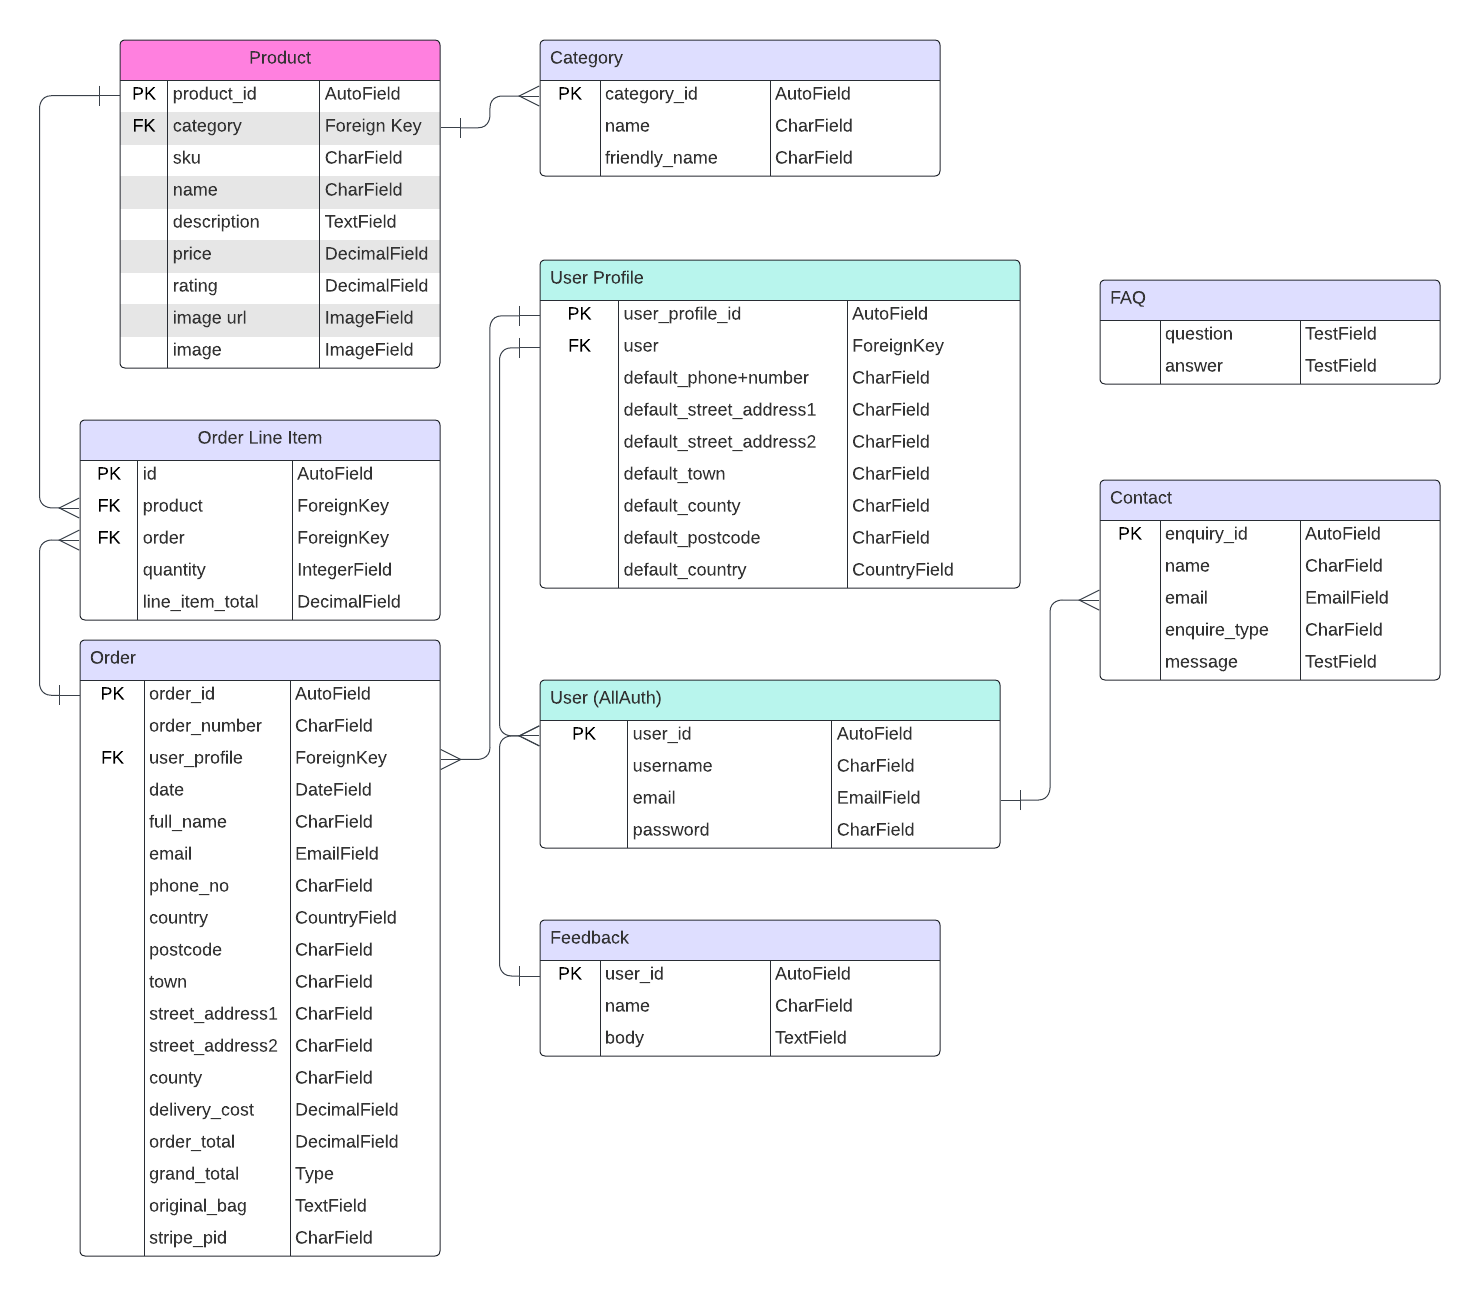 Product
PK product_id AutoField
FK category Foreign Key
sku CharField
name CharField
description TextField
price DecimalField
rating DecimalField
image url ImageField
image ImageField
Category
PK category_id AutoField
name CharField
friendly_name CharField
User Profile
PK user_profile_id AutoField
FK user ForeignKey
default_phone+number CharField
default_street_address1 CharField
default_street_address2 CharField
default_town CharField
default_county CharField
default_postcode CharField
default_country CountryField
FAQ
question TestField
answer TestField
Order Line Item
PK id AutoField
FK product ForeignKey
FK order ForeignKey
quantity IntegerField
line_item_total DecimalField
Contact
PK enquiry_id AutoField
name CharField
email EmailField
enquire_type CharField
message TestField
Order
PK order_id AutoField
order_number CharField
FK user_profile ForeignKey
date DateField
full_name CharField
email EmailField
phone_no CharField
country CountryField
postcode CharField
town CharField
street_address1 CharField
street_address2 CharField
county CharField
delivery_cost DecimalField
order_total DecimalField
grand_total Type
original_bag TextField
stripe_pid CharField
User (AllAuth)
PK user_id AutoField
username CharField
email EmailField
password CharField
Feedback
PK user_id AutoField
name CharField
body TextField